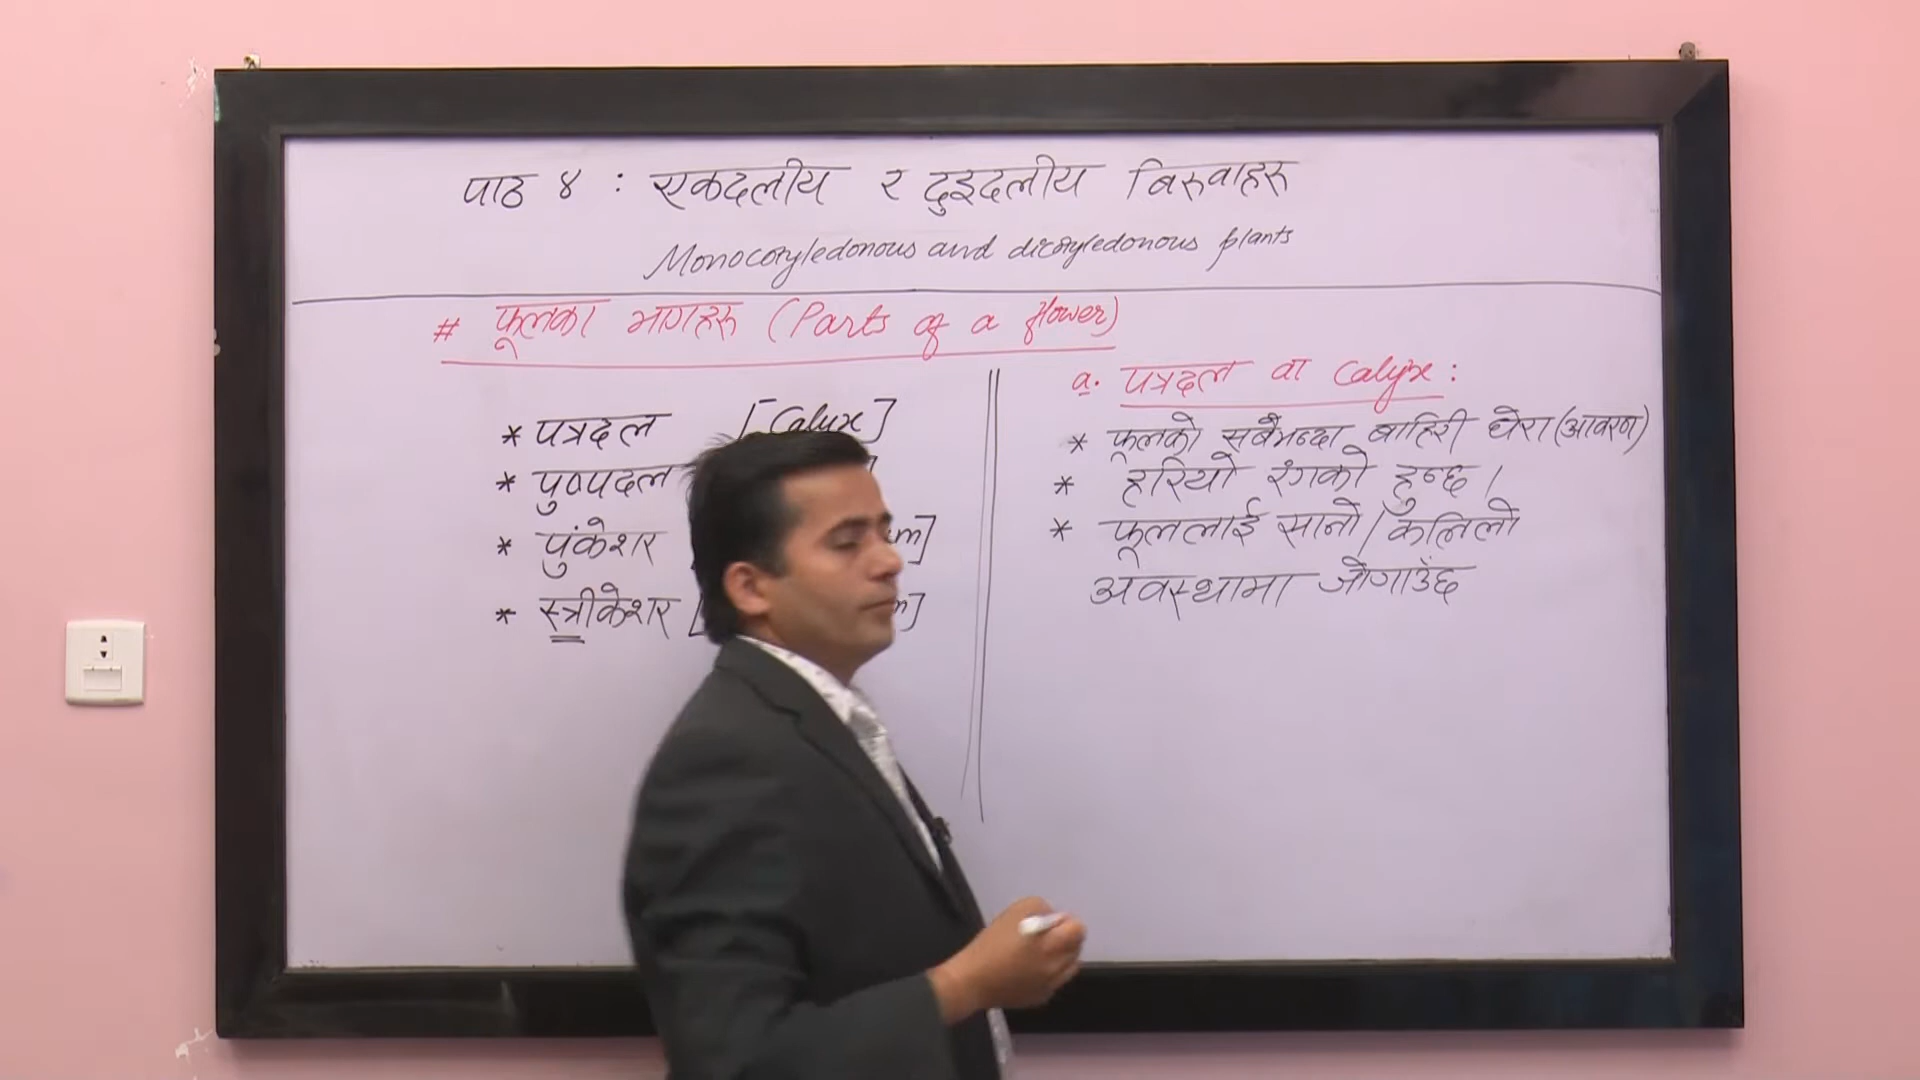 पाठ ४ : एकदलीय र दुइदलीय बिरुवाहरू
Monocotyledonous and dicotyledonous plants
# फूलका भागहरू (Parts of a flower)
* पत्रदल [Calyx]
* पुष्पदल
* पुंकेशर
* स्त्रीकेशर
a. पत्रदल वा Calyx :
* फूलको सबैभन्दा बाहिरी घेरा (आवरण)
* हरियो रंगको हुन्छ ।
* फूललाई सानो / कलिलो
अवस्थामा जोगाउँछ